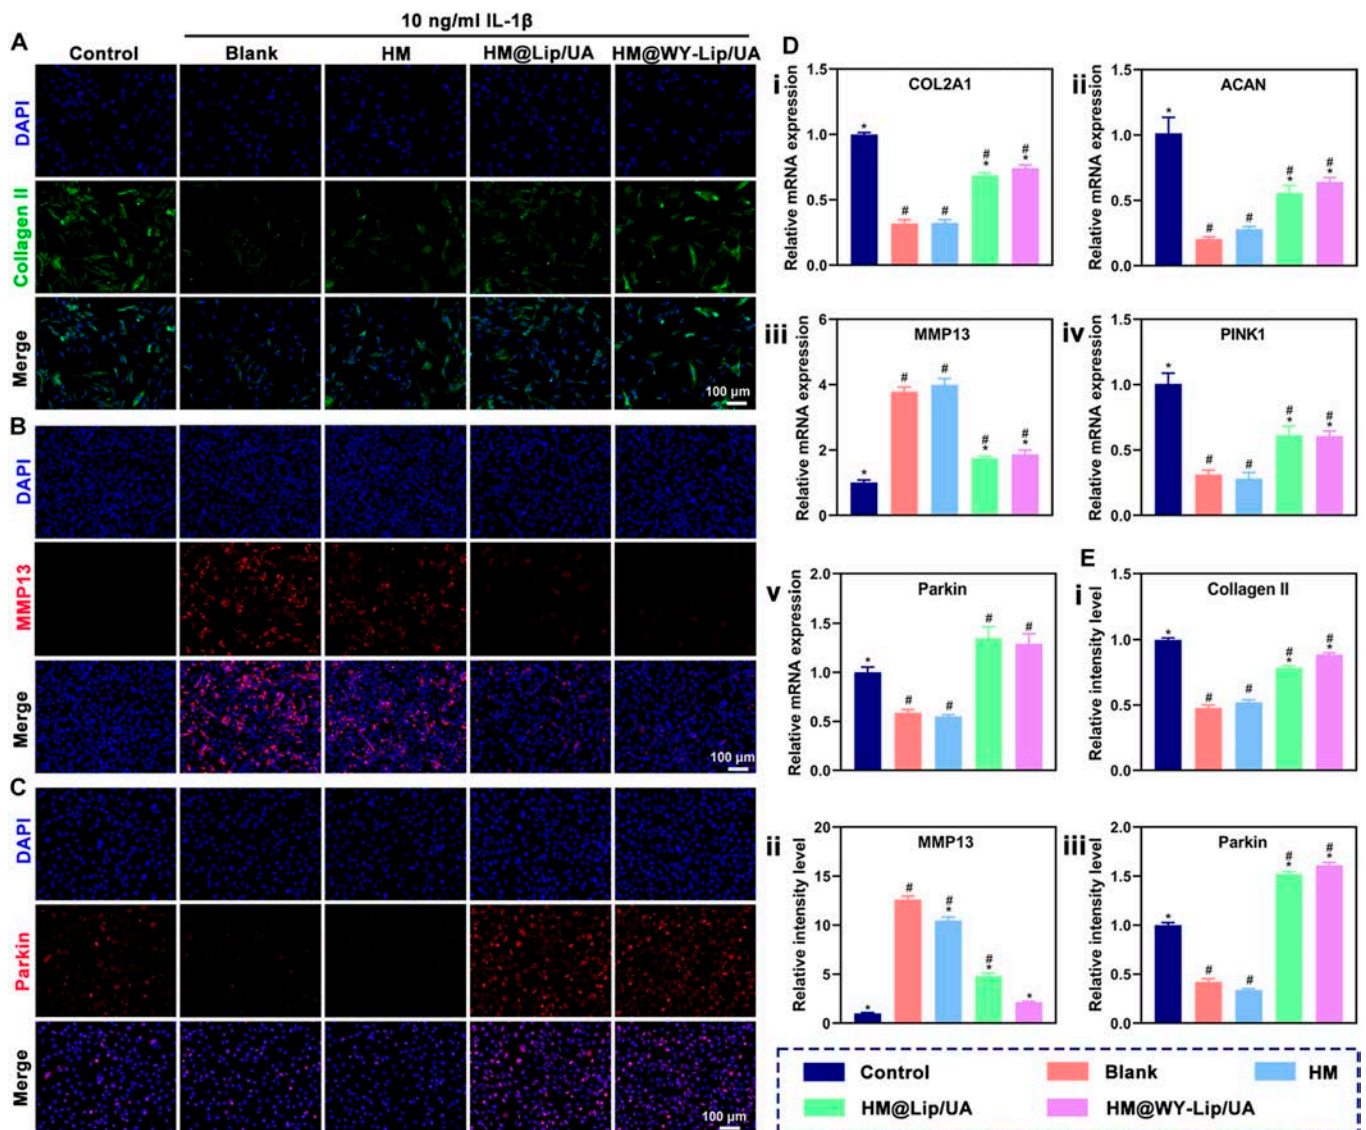 10 ng/ml IL-1β
A
Control
Blank
HM
HM@Lip/UA
HM@WY-Lip/UA
DAPI
Collagen II
Merge
100 µm
B
DAPI
MMP13
Merge
100 µm
C
DAPI
Parkin
Merge
100 µm
D
i
COL2A1
Relative mRNA expression
1.5
1.0
0.5
0.0
*
#
#
#
*
#
*
ii
ACAN
Relative mRNA expression
1.5
1.0
0.5
0.0
*
#
#
#
*
#
*
iii
MMP13
Relative mRNA expression
6
4
2
0
*
#
#
#
*
#
*
iv
PINK1
Relative mRNA expression
1.5
1.0
0.5
0.0
*
#
#
#
*
#
*
v
Parkin
Relative mRNA expression
2.0
1.5
1.0
0.5
0.0
*
#
#
#
#
E
i
Collagen II
Relative intensity level
1.5
1.0
0.5
0.0
*
#
#
#
*
#
*
ii
MMP13
Relative intensity level
20
15
10
5
0
*
#
#
*
#
*
*
iii
Parkin
Relative intensity level
2.0
1.5
1.0
0.5
0.0
*
#
#
#
*
#
*
Control
Blank
HM
HM@Lip/UA
HM@WY-Lip/UA